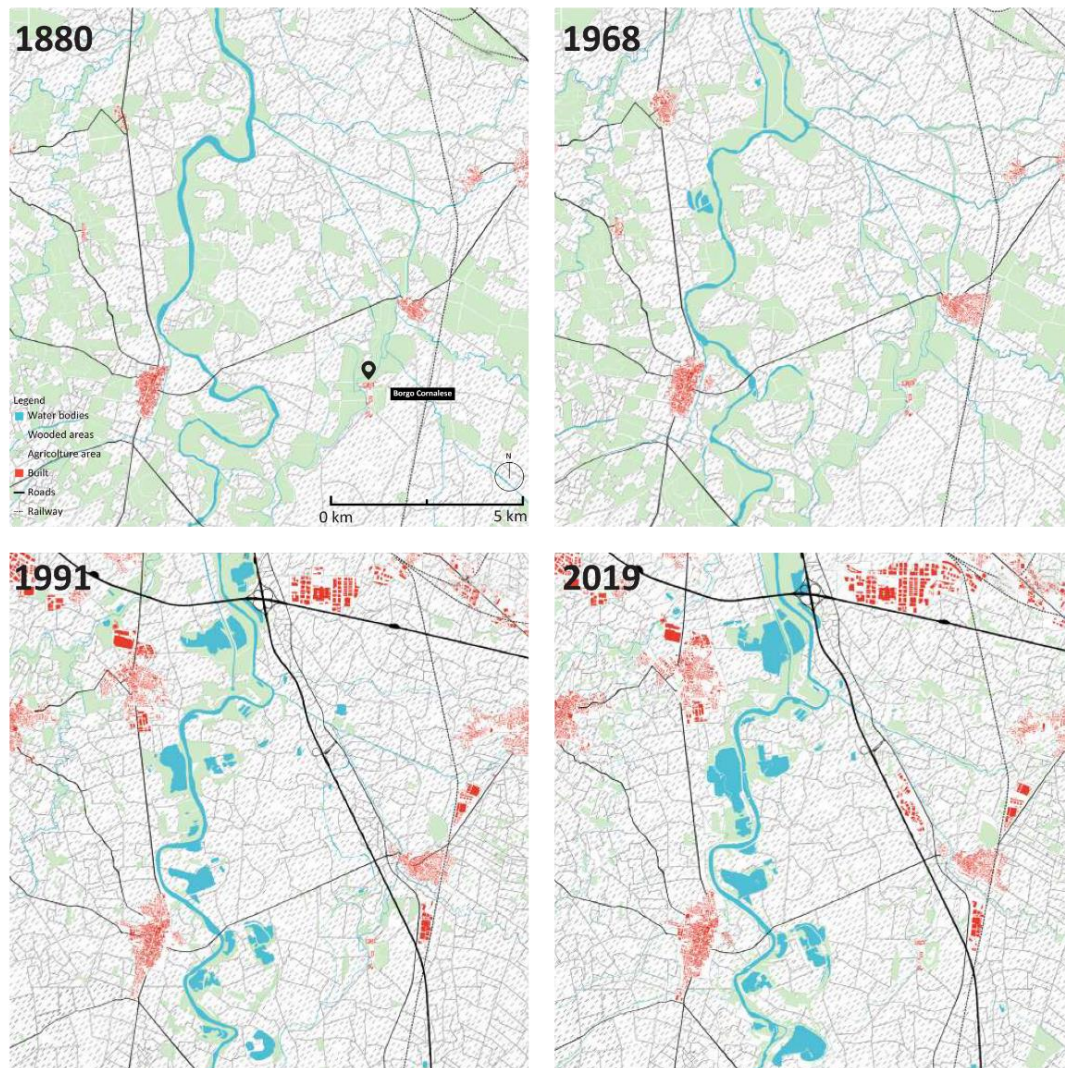 1880
1968
Borgo Cornalese
Legend
Water bodies
Wooded areas
Agricolture area
Built
Roads
Railway
N
0 km 5 km
1991
2019